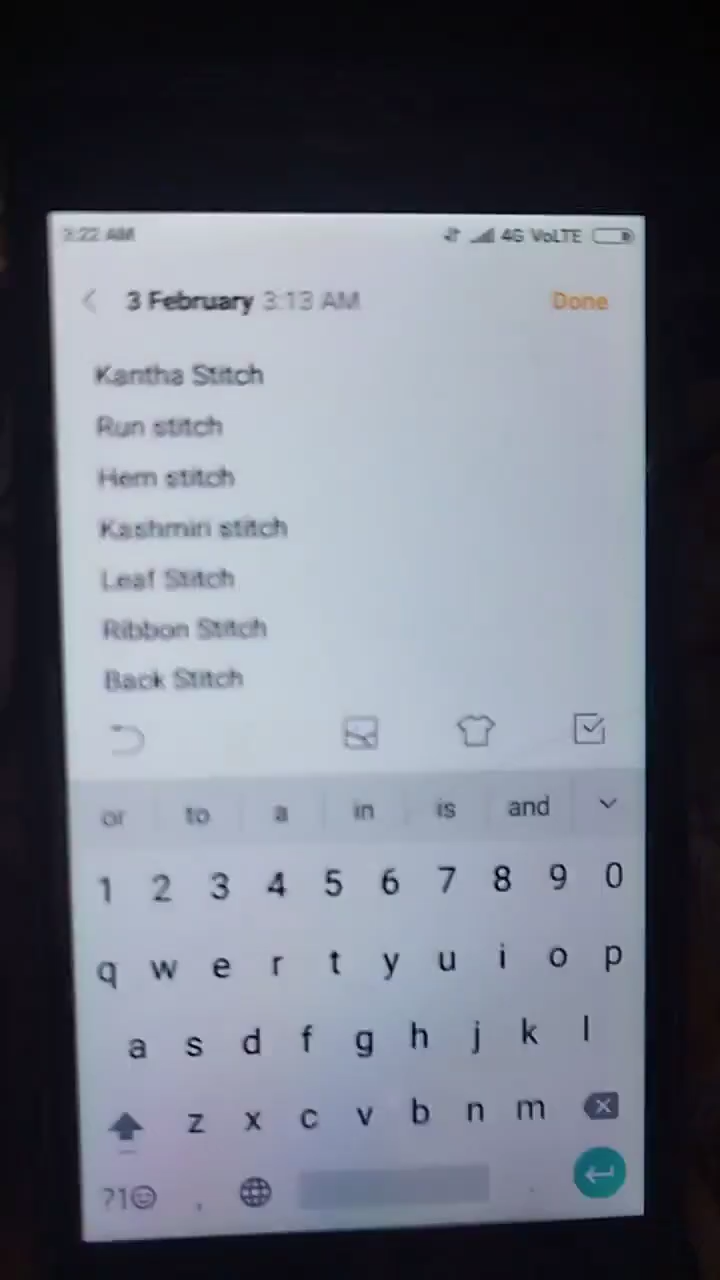 3:22 AM 4G VoLTE
3 February 3:13 AM Done
Kantha Stitch
Run stitch
Hem stitch
Kashmiri stitch
Leaf Stitch
Ribbon Stitch
Back Stitch
or to a in is and
1 2 3 4 5 6 7 8 9 0
q w e r t y u i o p
a s d f g h j k l
z x c v b n m
?1☺ , .